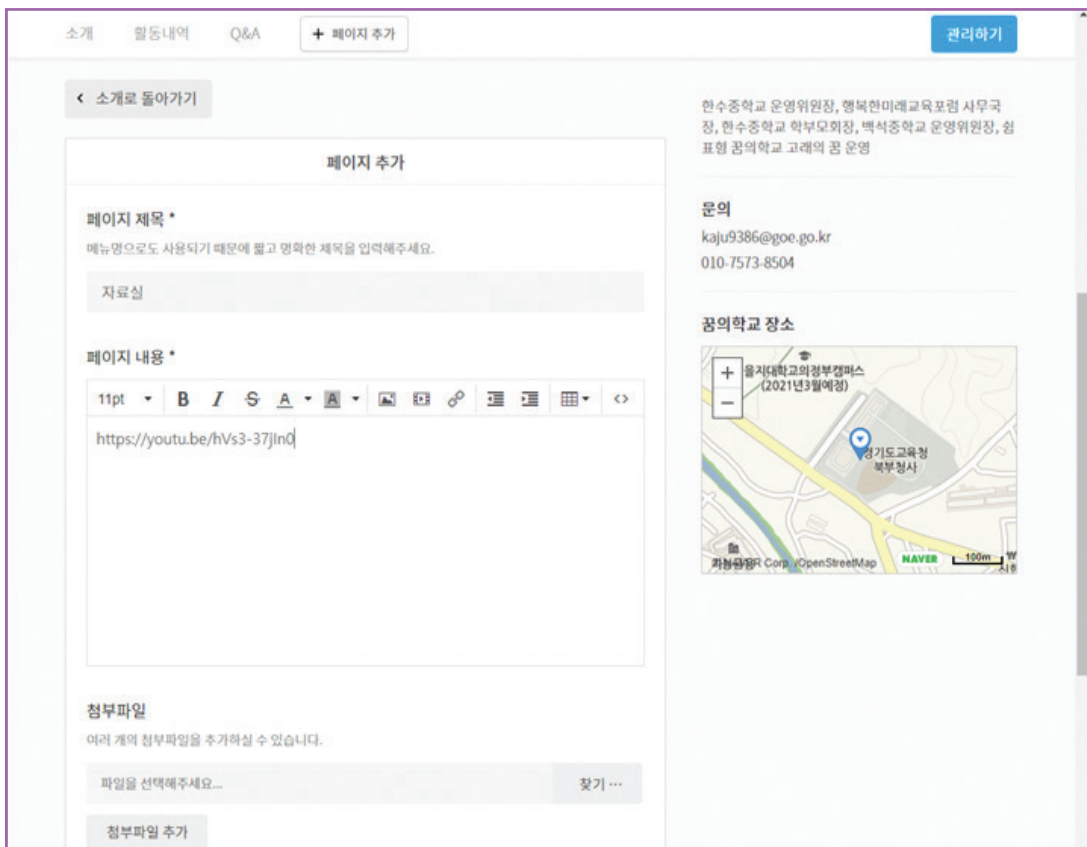 소개 활동내역 Q&A + 페이지 추가 관리하기
< 소개로 돌아가기
페이지 추가
페이지 제목 *
메뉴명으로도 사용되기 때문에 짧고 명확한 제목을 입력해주세요.
자료실
페이지 내용 *
11pt B I S A A
https://youtu.be/hVs3-37jIn0
첨부파일
여러 개의 첨부파일을 추가하실 수 있습니다.
파일을 선택해주세요... 찾기 ...
첨부파일 추가
한수중학교 운영위원장, 행복한미래교육포럼 사무국
장, 한수중학교 학부모회장, 백석중학교 운영위원장, 쉼
표형 꿈의학교 고래의 꿈 운영
문의
kaju9386@goe.go.kr
010-7573-8504
꿈의학교 장소
+
을지대학교의정부캠퍼스
(2021년3월예정)
−
경기도교육청
북부청사
Corp. /OpenStreetMap NAVER 100m